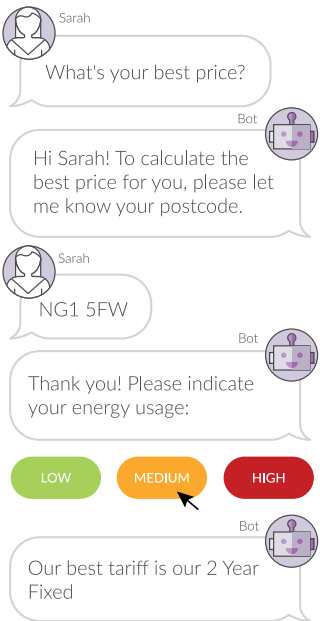 Sarah
What's your best price?
Bot
Hi Sarah! To calculate the
best price for you, please let
me know your postcode.
Sarah
NG1 5FW
Bot
Thank you! Please indicate
your energy usage:
LOW MEDIUM HIGH
Bot
Our best tariff is our 2 Year
Fixed